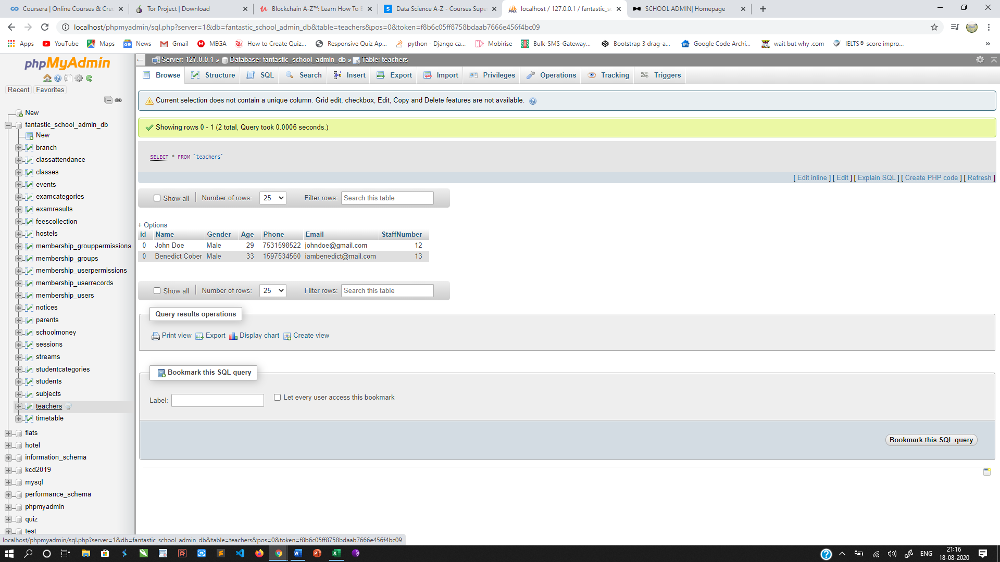 Coursera | Online Courses & Cre
Tor Project | Download
Blockchain A-Z™: Learn How To B
Data Science A-Z - Courses Supe
localhost / 127.0.0.1 / fantastic_sc
SCHOOL ADMIN| Homepage
localhost/phpmyadmin/sql.php?server=1&db=fantastic_school_admin_db&table=teachers&pos=0&token=f8b6c05ff8758bdaab7666e456f4bc09
Apps
YouTube
Maps
News
Gmail
MEGA
How to Create Quiz...
Responsive Quiz Ap...
python - Django ca...
Mobirise
Bulk-SMS-Gateway...
Bootstrap 3 drag-a...
Google Code Archi...
wait but why .com
IELTS® score impro...
»
phpMyAdmin
Recent Favorites
New
fantastic_school_admin_db
New
branch
classattendance
classes
events
examcategories
examresults
feescollection
hostels
membership_grouppermissions
membership_groups
membership_userpermissions
membership_userrecords
membership_users
notices
parents
schoolmoney
sessions
streams
studentcategories
students
subjects
teachers
timetable
flats
hotel
information_schema
kcd2019
mysql
performance_schema
phpmyadmin
quiz
test
Server: 127.0.0.1 » Database: fantastic_school_admin_db » Table: teachers
Browse Structure SQL Search Insert Export Import Privileges Operations Tracking Triggers
Current selection does not contain a unique column. Grid edit, checkbox, Edit, Copy and Delete features are not available.
Showing rows 0 - 1 (2 total, Query took 0.0006 seconds.)
SELECT * FROM `teachers`
[ Edit inline ] [ Edit ] [ Explain SQL ] [ Create PHP code ] [ Refresh ]
Show all Number of rows: 25 Filter rows: Search this table
+ Options
id Name Gender Age Phone Email StaffNumber
0 John Doe Male 29 7531598522 johndoe@gmail.com 12
0 Benedict Cober Male 33 1597534560 iambenedict@mail.com 13
Show all Number of rows: 25 Filter rows: Search this table
Query results operations
Print view Export Display chart Create view
Bookmark this SQL query
Label: Let every user access this bookmark
Bookmark this SQL query
localhost/phpmyadmin/sql.php?server=1&db=fantastic_school_admin_db&table=teachers&pos=0&token=f8b6c05ff8758bdaab7666e456f4bc09
ENG
21:16
18-08-2020